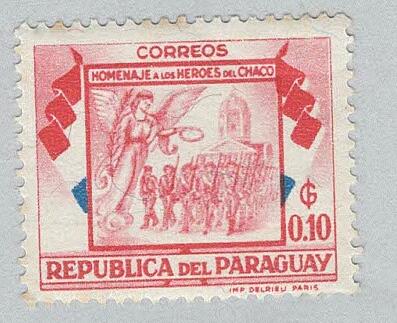 CORREOS
HOMENAJE A LOS HEROES DEL CHACO
₲
0.10
REPUBLICA DEL PARAGUAY
IMP. DELRIEU PARIS